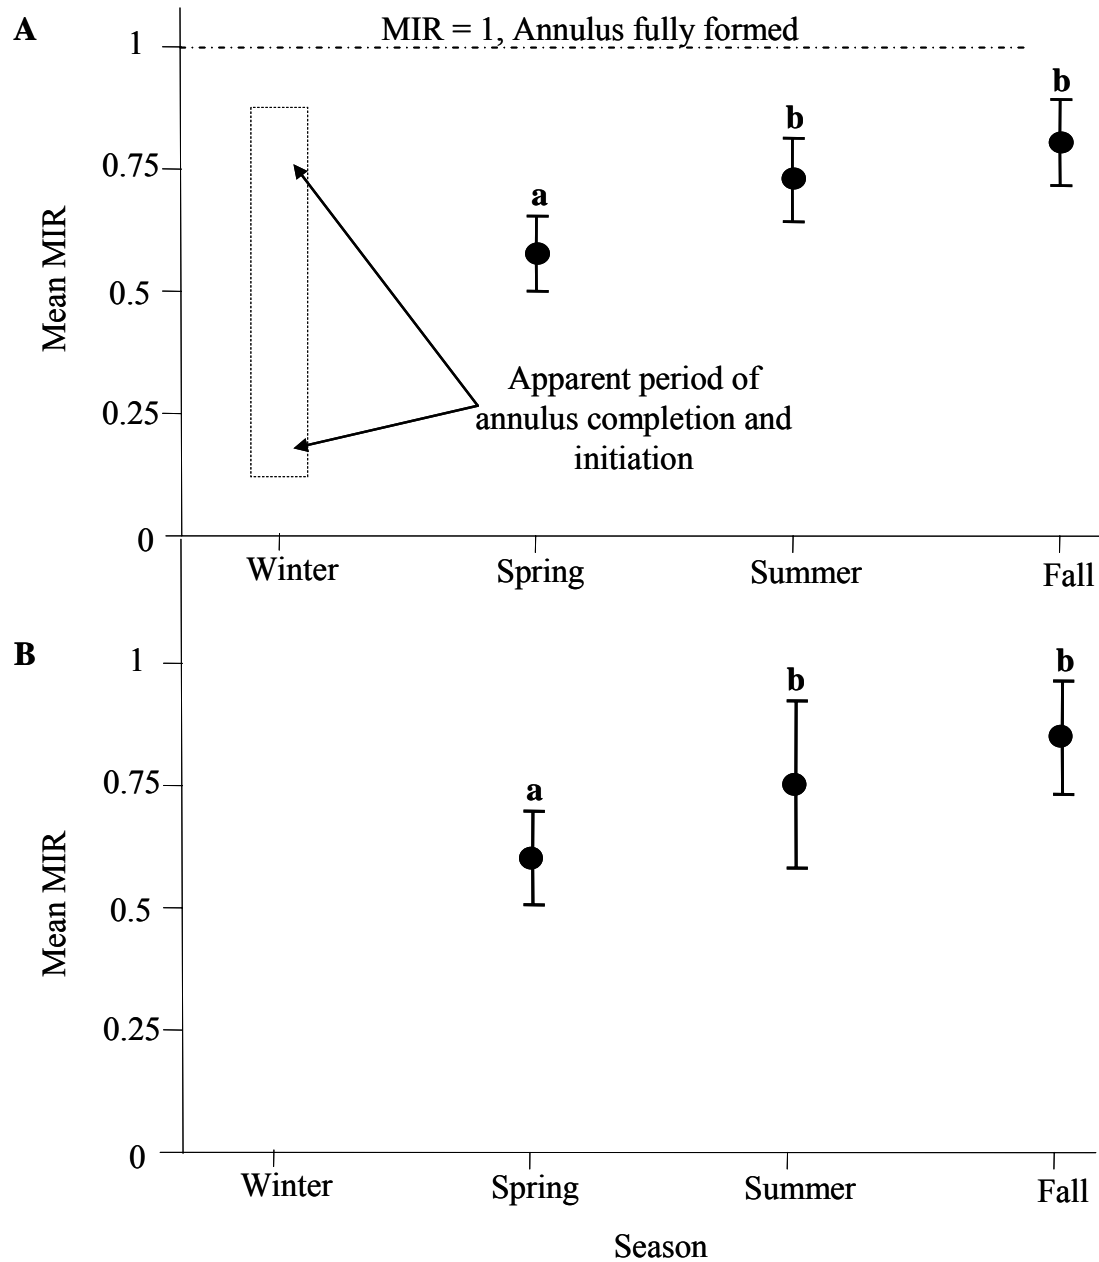 A
MIR = 1, Annulus fully formed
1
b
b
0.75
a
Mean MIR
0.5
Apparent period of
annulus completion and
initiation
0.25
0
Winter Spring Summer Fall
B
1
b
b
0.75
a
Mean MIR
0.5
0.25
0
Winter Spring Summer Fall
Season